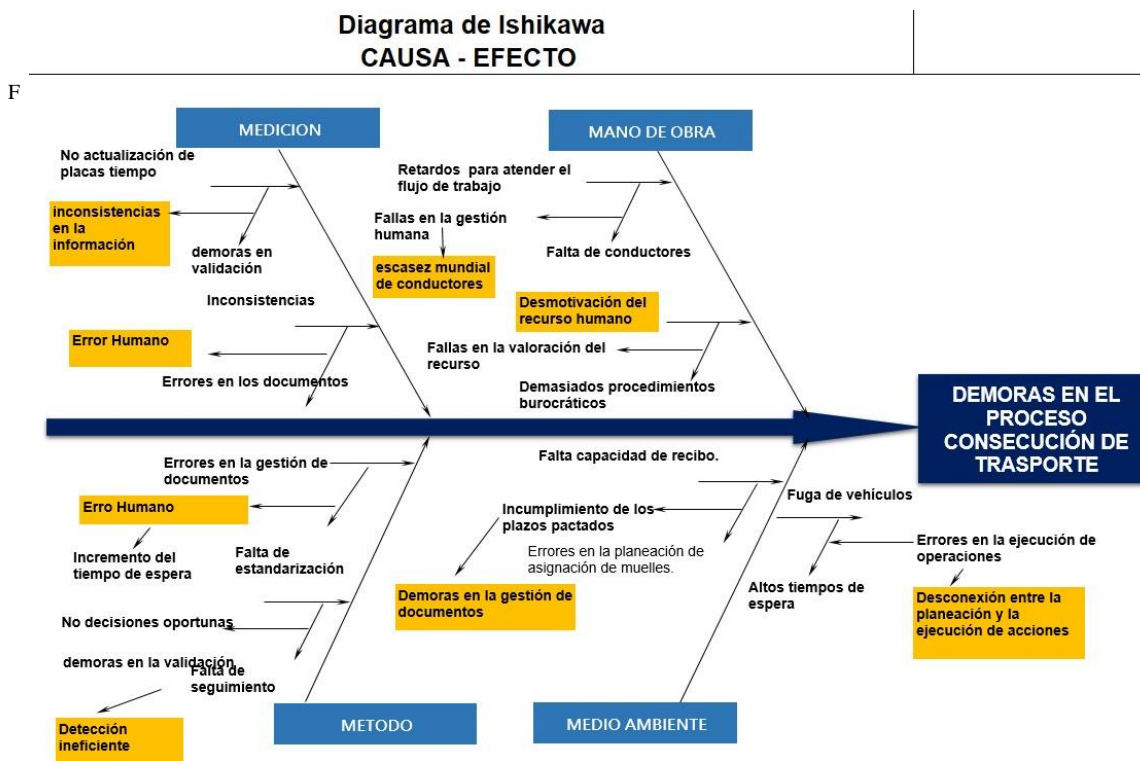 Diagrama de Ishikawa
CAUSA - EFECTO
F
MEDICION
MANO DE OBRA
No actualización de
placas tiempo
inconsistencias
en la
información
demoras en
validación
Inconsistencias
Error Humano
Errores en los documentos
Retardos para atender el
flujo de trabajo
Fallas en la gestión
humana
Falta de conductores
escasez mundial
de conductores
Desmotivación del
recurso humano
Fallas en la valoración del
recurso
Demasiados procedimientos
burocráticos
DEMORAS EN EL
PROCESO
CONSECUCIÓN DE
TRASPORTE
Errores en la gestión de
documentos
Erro Humano
Incremento del
tiempo de espera
Falta de
estandarización
No decisiones oportunas
demoras en la validación
Falta de
seguimiento
Detección
ineficiente
METODO
Falta capacidad de recibo.
Incumplimiento de los
plazos pactados
Errores en la planeación de
asignación de muelles.
Demoras en la gestión de
documentos
Fuga de vehículos
Errores en la ejecución de
operaciones
Altos tiempos de
espera
Desconexión entre la
planeación y la
ejecución de acciones
MEDIO AMBIENTE